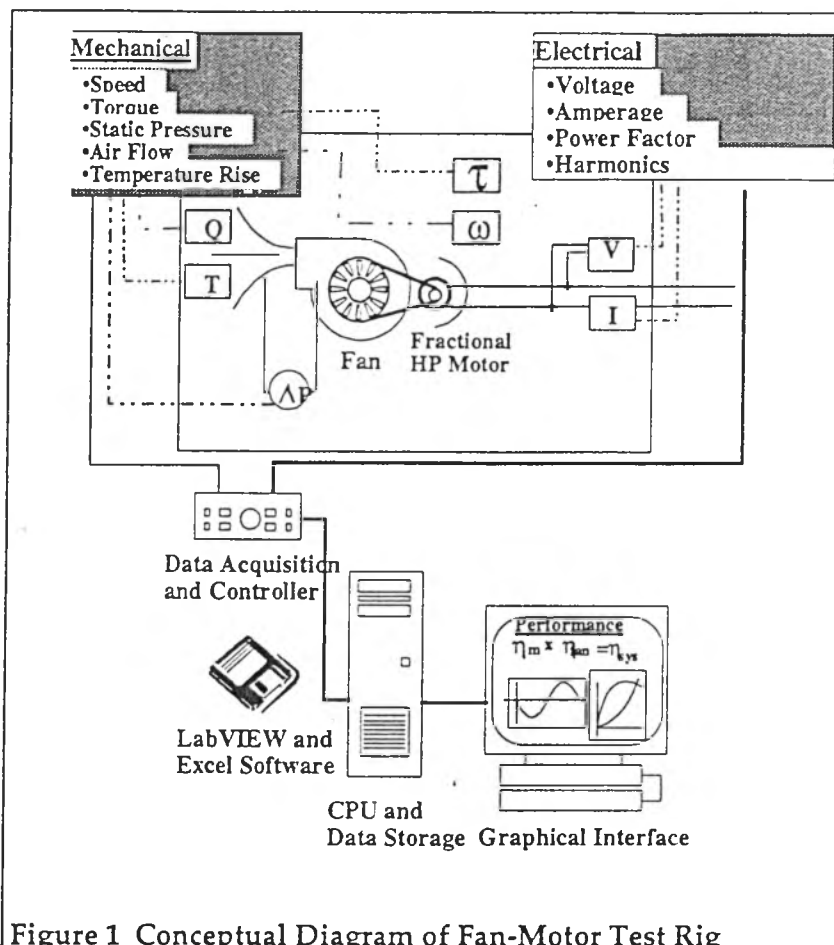 Mechanical
•Speed
•Torque
•Static Pressure
•Air Flow
•Temperature Rise
Electrical
•Voltage
•Amperage
•Power Factor
•Harmonics
τ
ω
Q
T
V
I
Fan
Fractional
HP Motor
ΔP
Data Acquisition
and Controller
LabVIEW and
Excel Software
CPU and
Data Storage
Graphical Interface
Performance
ηm x ηfan = ηsys
Figure 1 Conceptual Diagram of Fan-Motor Test Rig